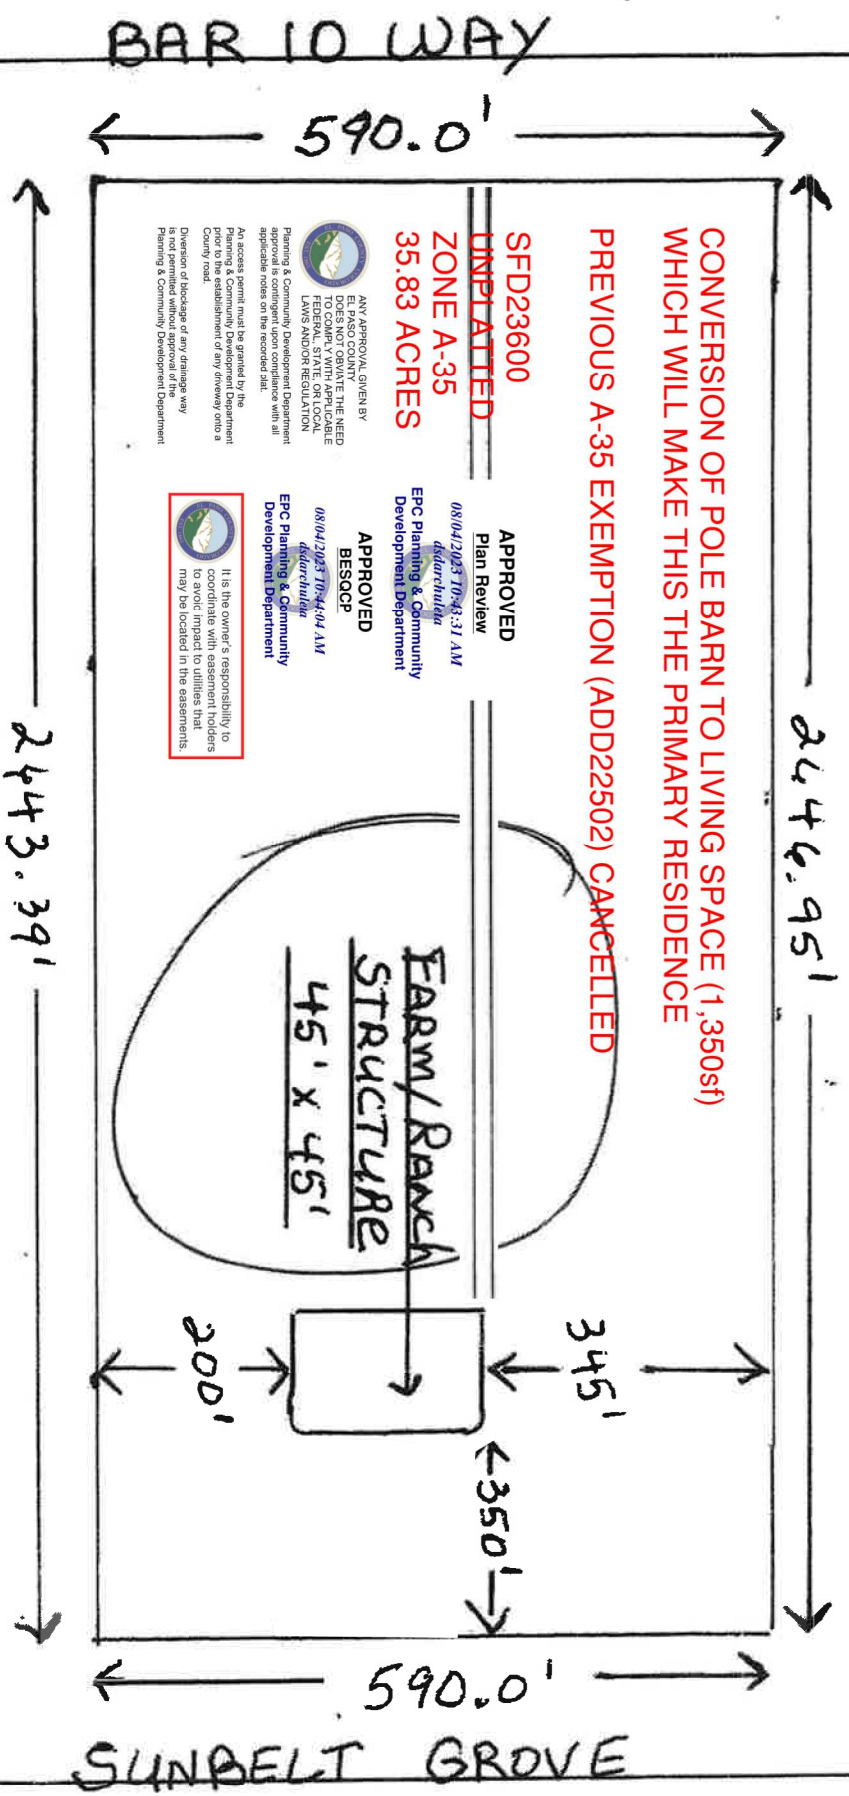 BAR 10 WAY
590.0'
CONVERSION OF POLE BARN TO LIVING SPACE (1,350sf)
WHICH WILL MAKE THIS THE PRIMARY RESIDENCE
PREVIOUS A-35 EXEMPTION (ADD22502) CANCELLED
SFD23600
UNPLATTED
ZONE A-35
35.83 ACRES
ANY APPROVAL GIVEN BY
EL PASO COUNTY
DOES NOT OBVIATE THE NEED
TO COMPLY WITH APPLICABLE
FEDERAL, STATE, OR LOCAL
LAWS AND/OR REGULATION
Planning & Community Development Department
approval is contingent upon compliance with all
applicable notes on the recorded plat.
An access permit must be granted by the
Planning & Community Development Department
prior to the establishment of any driveway onto a
County road.
Diversion of blockage of any drainage way
is not permitted without approval of the
Planning & Community Development Department
APPROVED
Plan Review
08/04/2023 10:43:31 AM
dsdarchuleta
EPC Planning & Community
Development Department
APPROVED
BESQCP
08/04/2023 10:44:04 AM
dsdarchuleta
EPC Planning & Community
Development Department
It is the owner's responsibility to
coordinate with easement holders
to avoic impact to utilities that
may be located in the easements.
2446.95'
2443.39'
FARM/RANCH
STRUCTURE
45' x 45'
345'
200'
350'
590.0'
SUNBELT GROVE